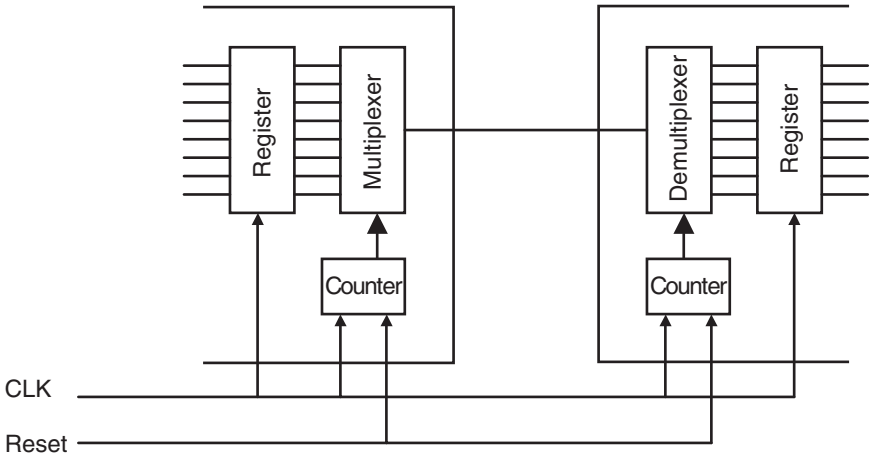 Register
Multiplexer
Demultiplexer
Register
Counter
Counter
CLK
Reset